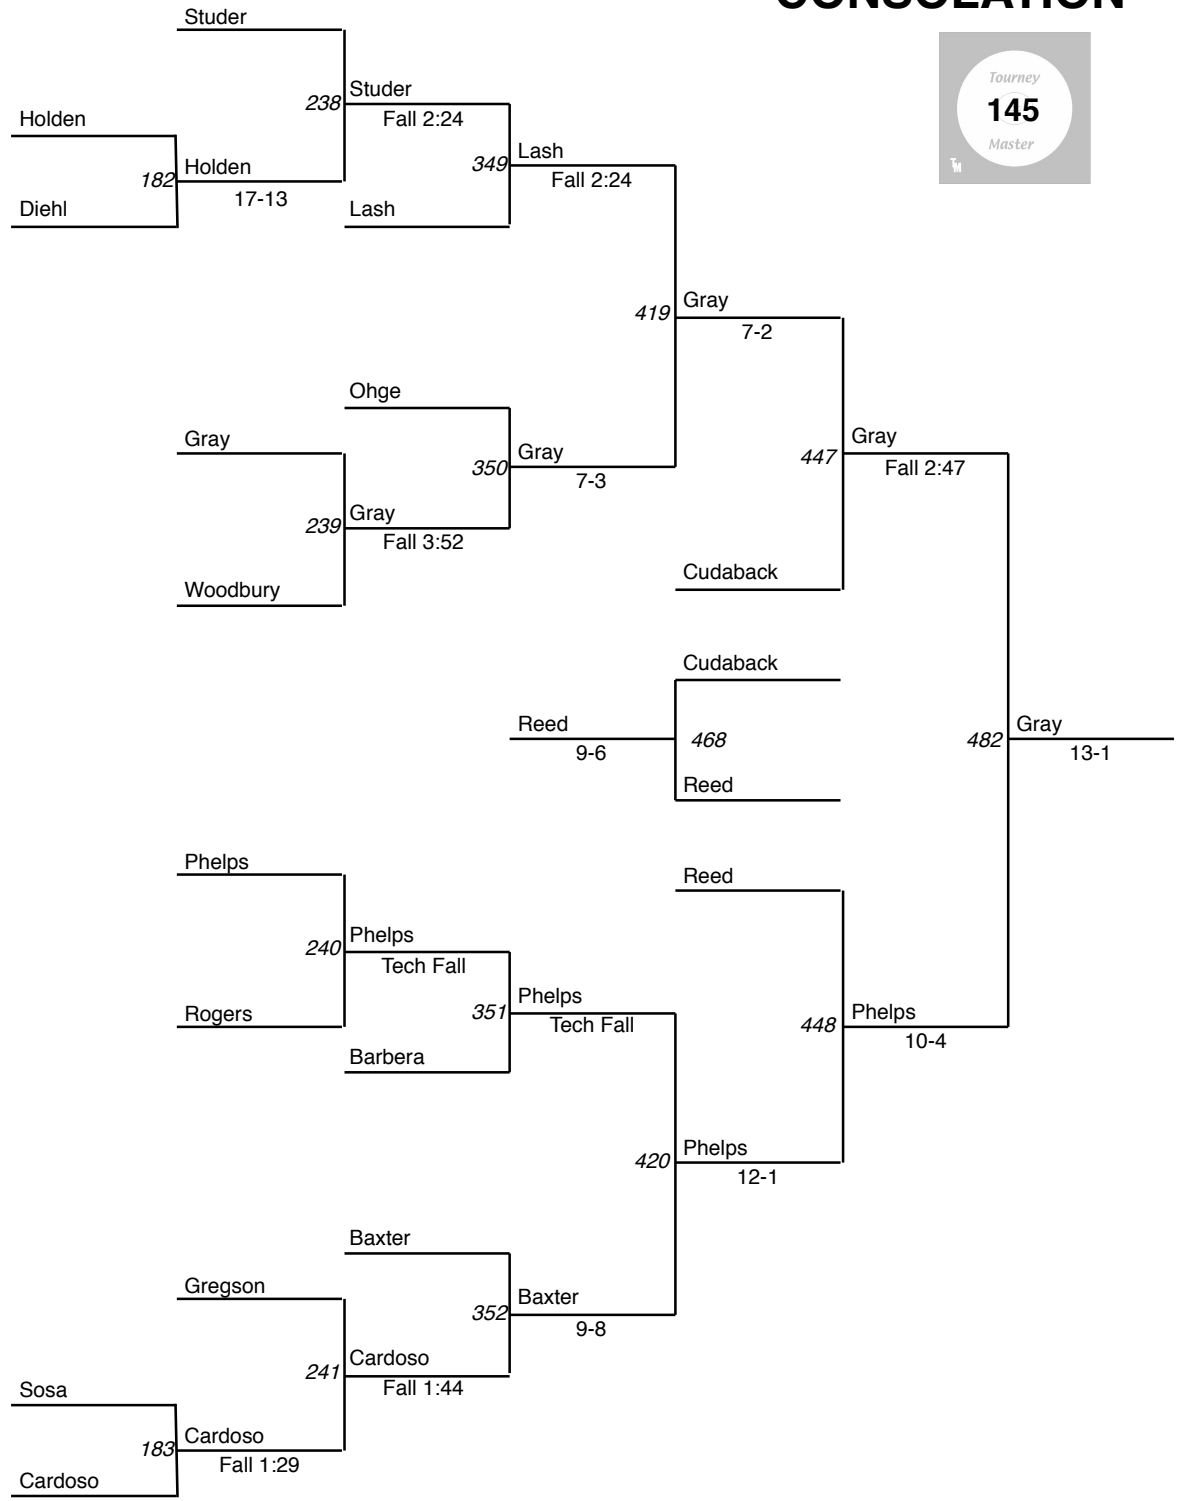 CONSOLATION
Studer
Tourney
145
Master
TM
238
Studer
Fall 2:24
Holden
182
Holden
17-13
Diehl
349
Lash
Fall 2:24
Lash
419
Gray
7-2
Ohge
Gray
350
Gray
7-3
239
Gray
Fall 3:52
Woodbury
447
Gray
Fall 2:47
Cudaback
Cudaback
Reed
9-6
468
Reed
482
Gray
13-1
Phelps
Reed
240
Phelps
Tech Fall
Rogers
351
Phelps
Tech Fall
Barbera
448
Phelps
10-4
420
Phelps
12-1
Baxter
Gregson
352
Baxter
9-8
241
Cardoso
Fall 1:44
Sosa
183
Cardoso
Fall 1:29
Cardoso